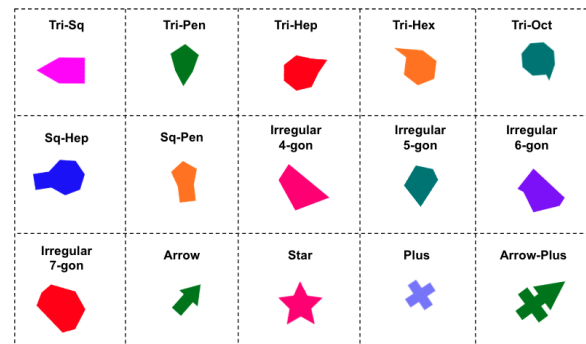 Tri-Sq
Tri-Pen
Tri-Hep
Tri-Hex
Tri-Oct
Sq-Hep
Sq-Pen
Irregular
4-gon
Irregular
5-gon
Irregular
6-gon
Irregular
7-gon
Arrow
Star
Plus
Arrow-Plus